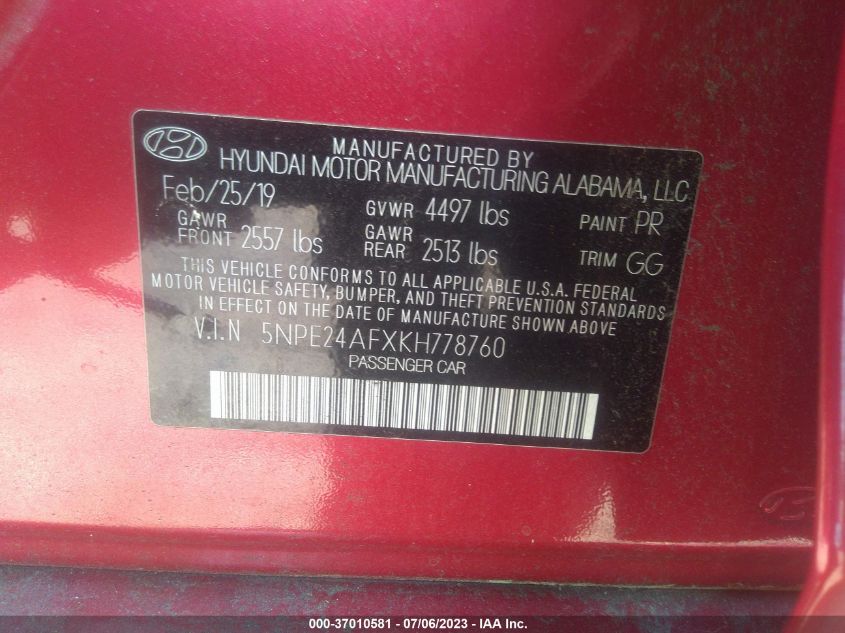 MANUFACTURED BY
HYUNDAI MOTOR MANUFACTURING ALABAMA, LLC
Feb/25/19 GVWR 4497 lbs PAINT PR
GAWR FRONT 2557 lbs GAWR REAR 2513 lbs TRIM GG
THIS VEHICLE CONFORMS TO ALL APPLICABLE U.S.A. FEDERAL
MOTOR VEHICLE SAFETY, BUMPER, AND THEFT PREVENTION STANDARDS
IN EFFECT ON THE DATE OF MANUFACTURE SHOWN ABOVE
V.I.N 5NPE24AFXKH778760
PASSENGER CAR
000-37010581 - 07/06/2023 - IAA Inc.